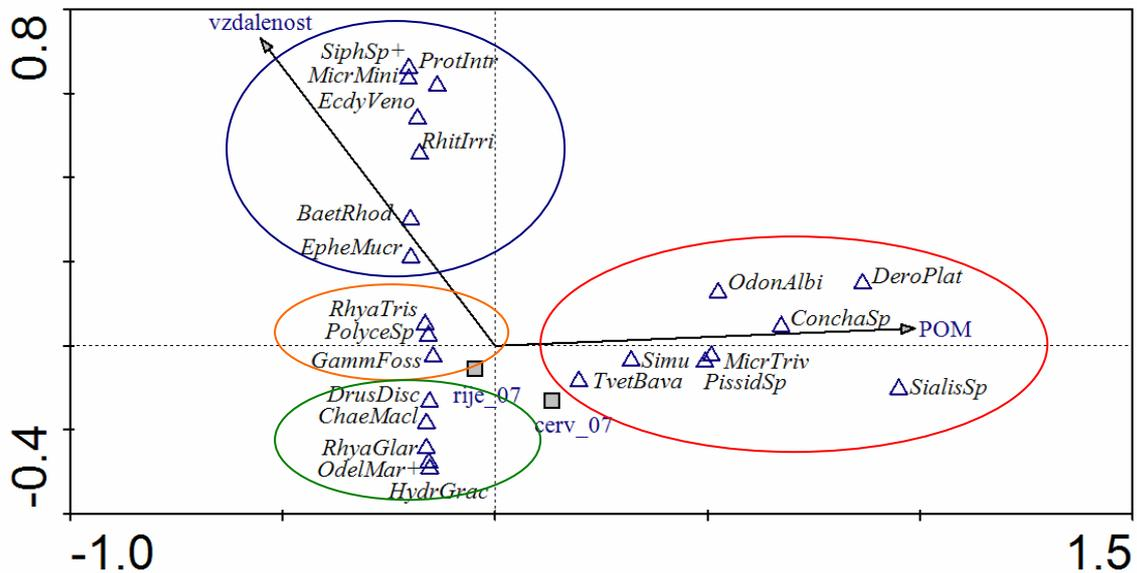 0.8
vzdalenost
SiphSp+
ProtIntr
MicrMini
EcdyVeno
RhitIrri
BaetRhod
EpheMucr
OdonAlbi
DeroPlat
RhyaTris
ConchaSp
PolyceSp
POM
GammFoss
Simu
MicrTriv
TvetBava
PissidSp
SialisSp
DrusDisc
rije_07
ChaeMacl
cerv_07
RhyaGlar
OdelMar+
HydrGrac
-0.4
-1.0
1.5